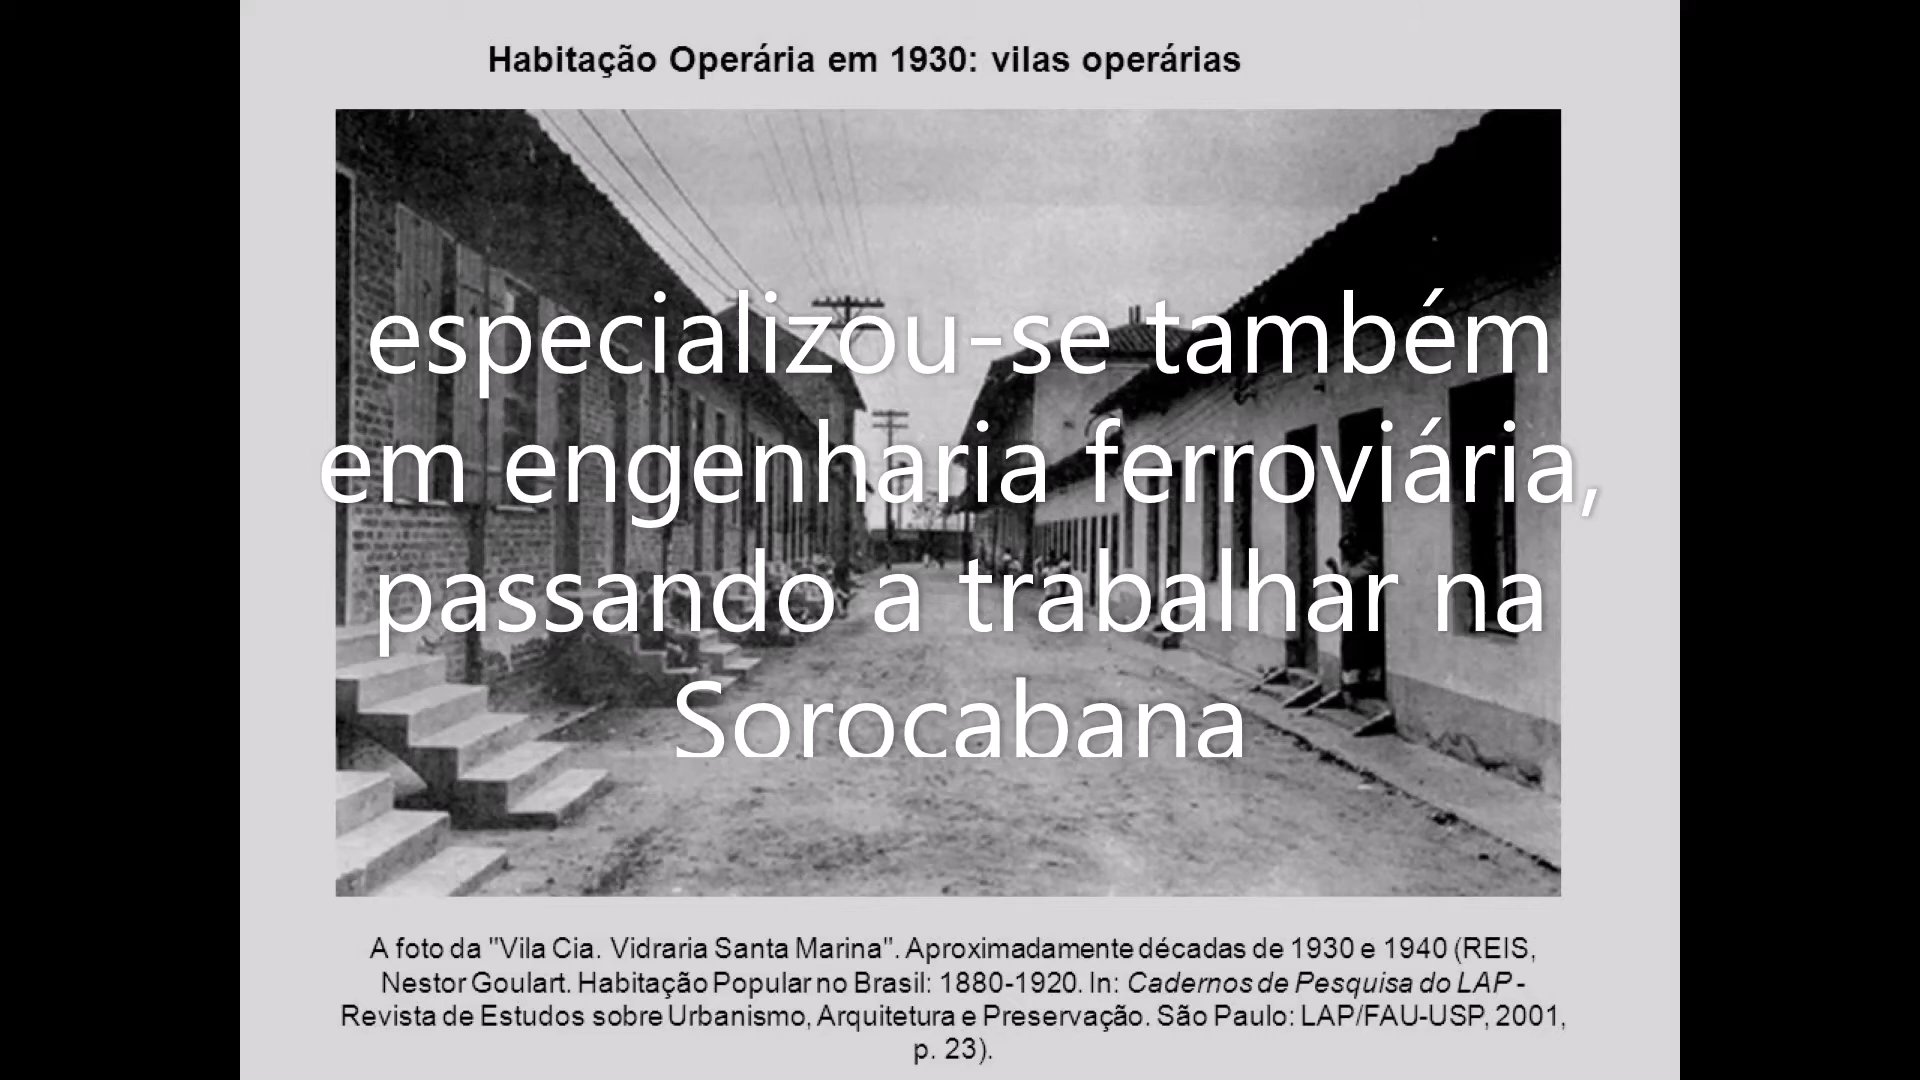 Habitação Operária em 1930: vilas operárias
especializou-se também
em engenharia ferroviária,
passando a trabalhar na
Sorocabana
A foto da "Vila Cia. Vidraria Santa Marina". Aproximadamente décadas de 1930 e 1940 (REIS,
Nestor Goulart. Habitação Popular no Brasil: 1880-1920. In: Cadernos de Pesquisa do LAP -
Revista de Estudos sobre Urbanismo, Arquitetura e Preservação. São Paulo: LAP/FAU-USP, 2001,
p. 23).